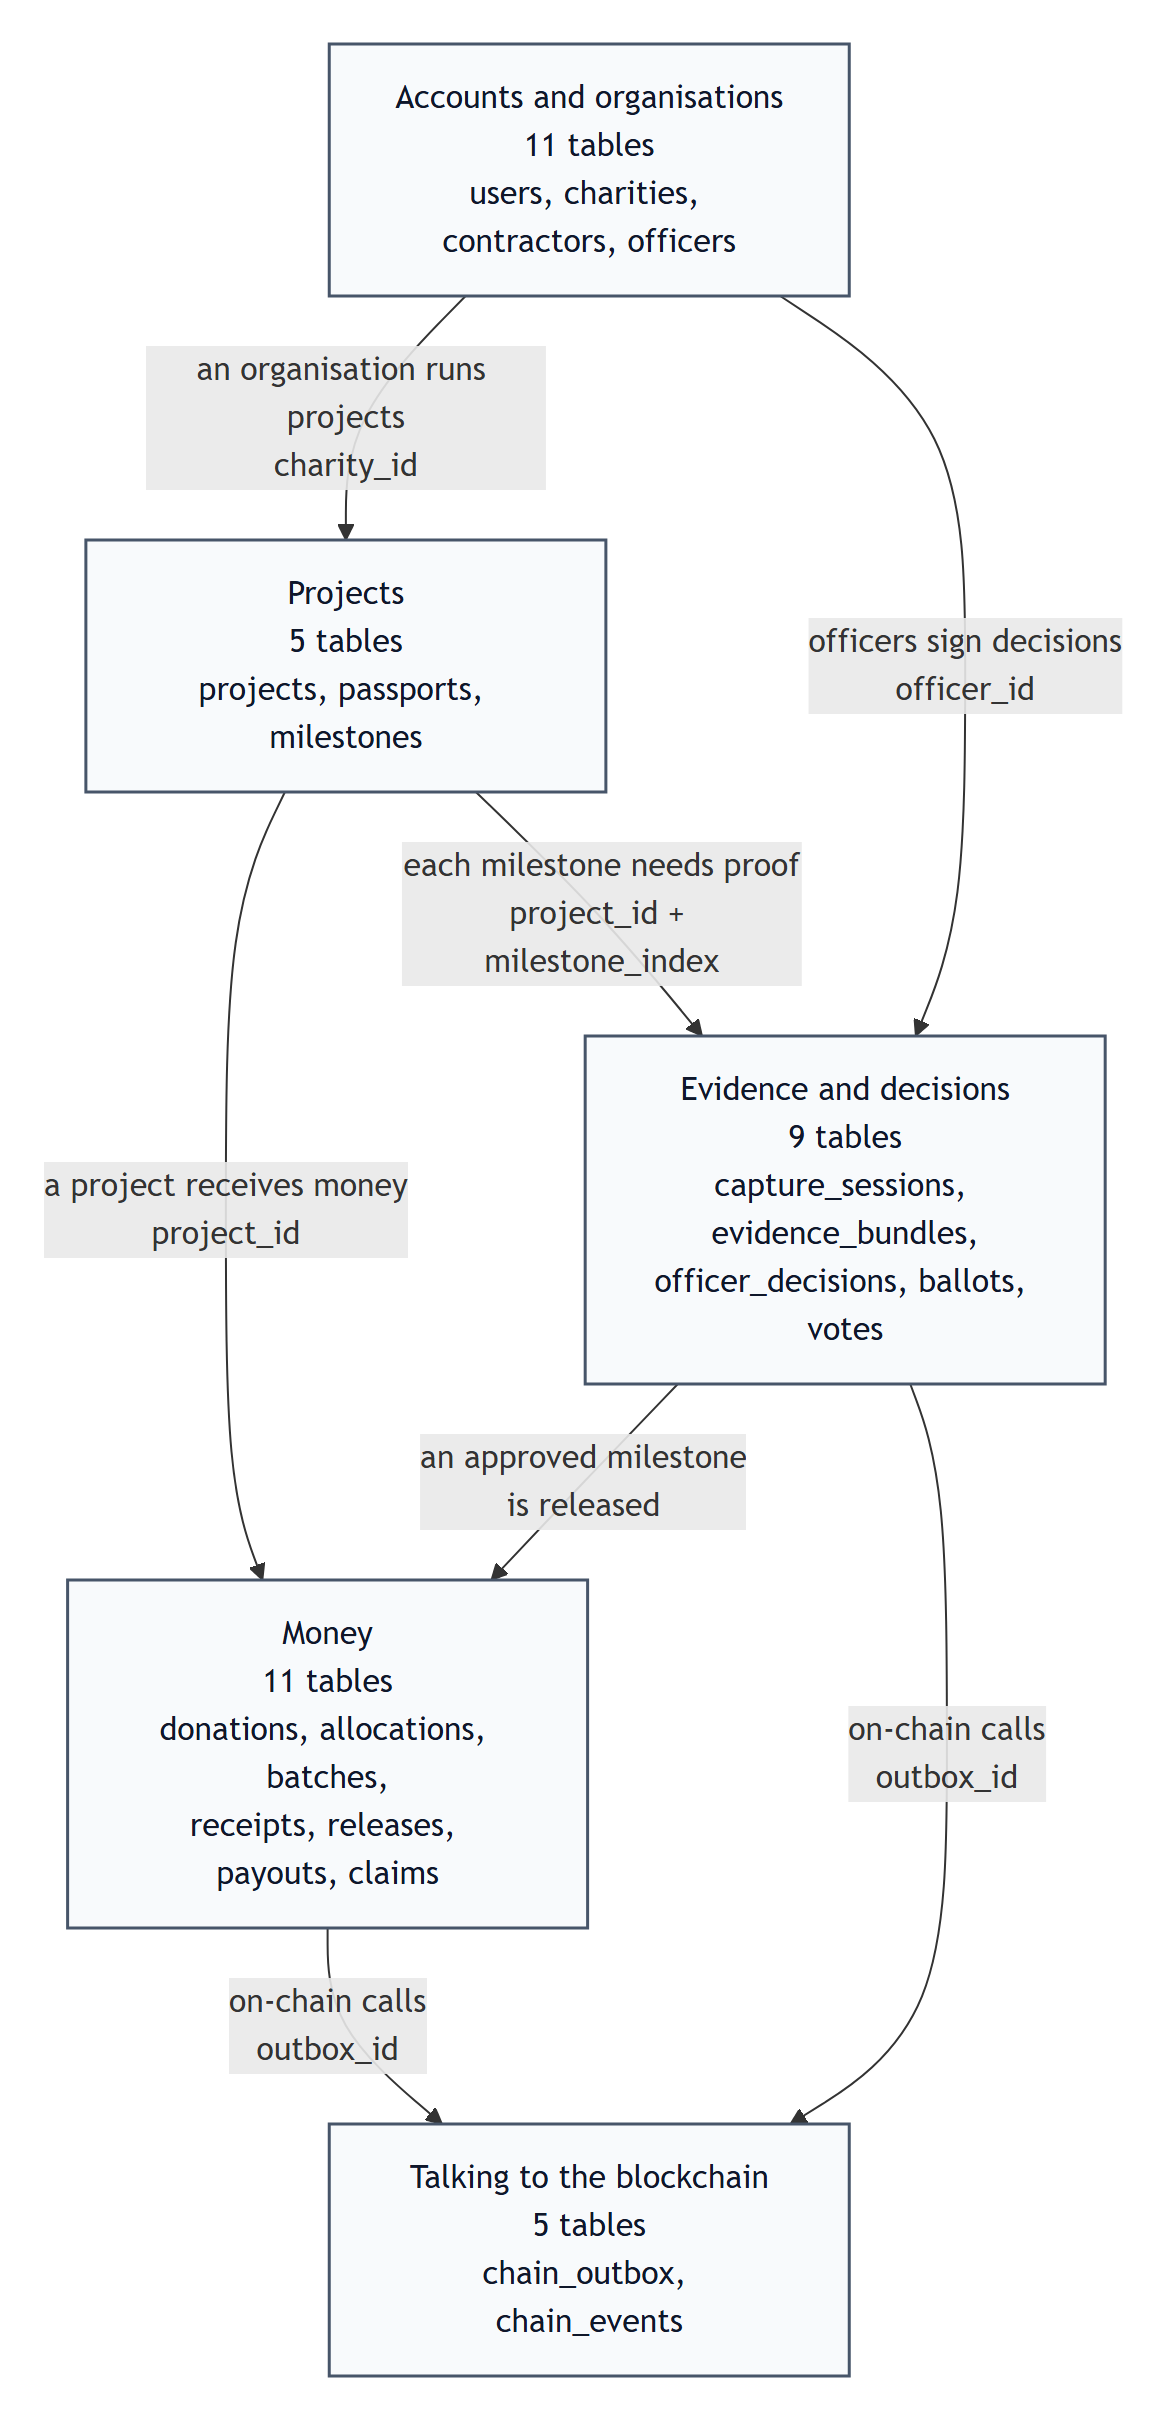 Accounts and organisations
11 tables
users, charities,
contractors, officers
an organisation runs
projects
charity_id
Projects
5 tables
projects, passports,
milestones
officers sign decisions
officer_id
each milestone needs proof
project_id +
milestone_index
Evidence and decisions
9 tables
capture_sessions,
evidence_bundles,
officer_decisions, ballots,
votes
a project receives money
project_id
an approved milestone
is released
Money
11 tables
donations, allocations,
batches,
receipts, releases,
payouts, claims
on-chain calls
outbox_id
on-chain calls
outbox_id
Talking to the blockchain
5 tables
chain_outbox,
chain_events